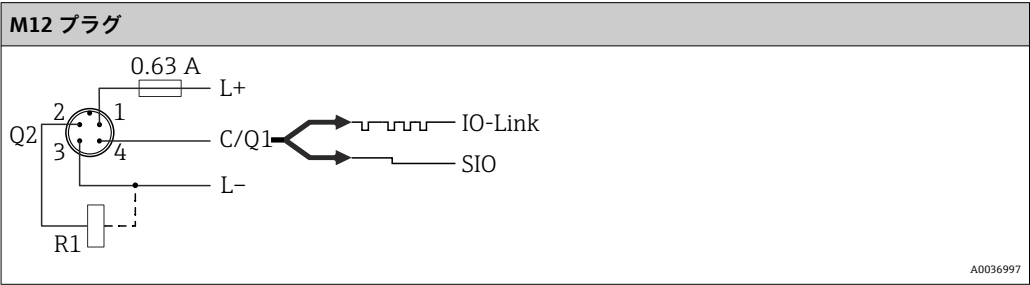 M12 プラグ
0.63 A
L+
2 1
Q2
3 4
C/Q1
IO-Link
SIO
L–
R1
A0036997